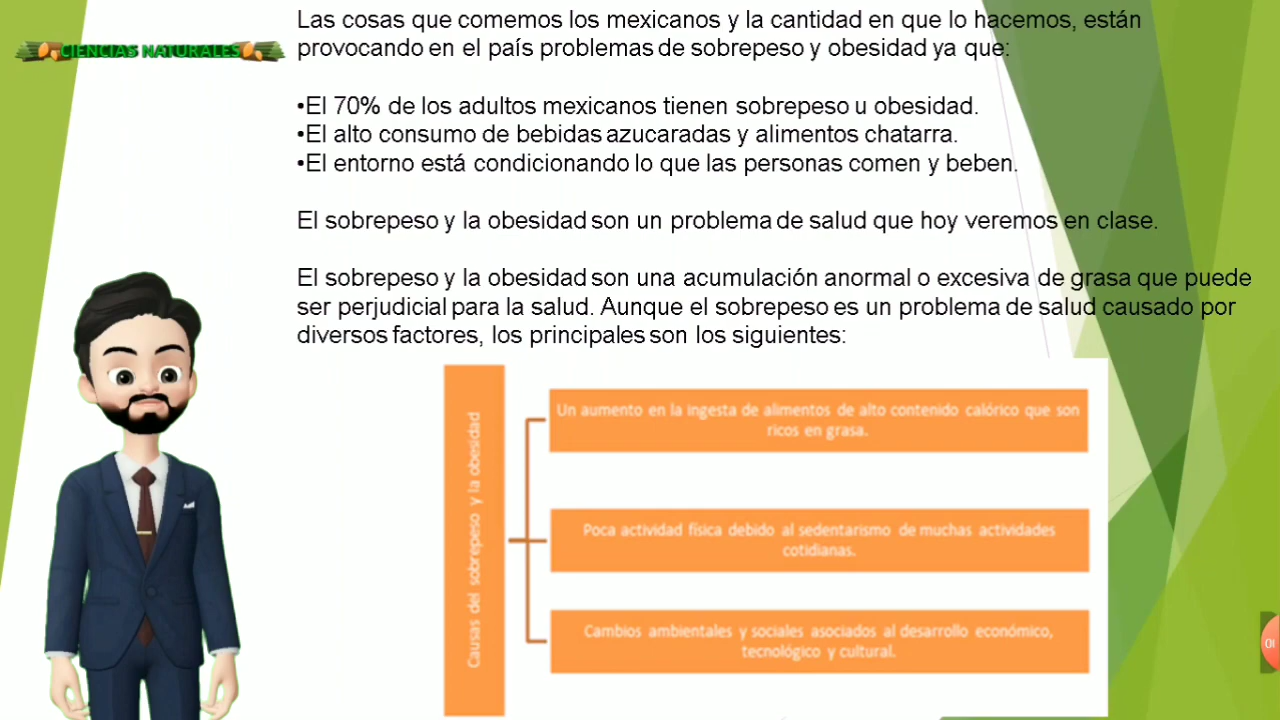 CIENCIAS NATURALES
Las cosas que comemos los mexicanos y la cantidad en que lo hacemos, están
provocando en el país problemas de sobrepeso y obesidad ya que:
•El 70% de los adultos mexicanos tienen sobrepeso u obesidad.
•El alto consumo de bebidas azucaradas y alimentos chatarra.
•El entorno está condicionando lo que las personas comen y beben.
El sobrepeso y la obesidad son un problema de salud que hoy veremos en clase.
El sobrepeso y la obesidad son una acumulación anormal o excesiva de grasa que puede
ser perjudicial para la salud. Aunque el sobrepeso es un problema de salud causado por
diversos factores, los principales son los siguientes:
Causas del sobrepeso y la obesidad
Un aumento en la ingesta de alimentos de alto contenido calórico que son
ricos en grasa.
Poca actividad física debido al sedentarismo de muchas actividades
cotidianas.
Cambios ambientales y sociales asociados al desarrollo económico,
tecnológico y cultural.